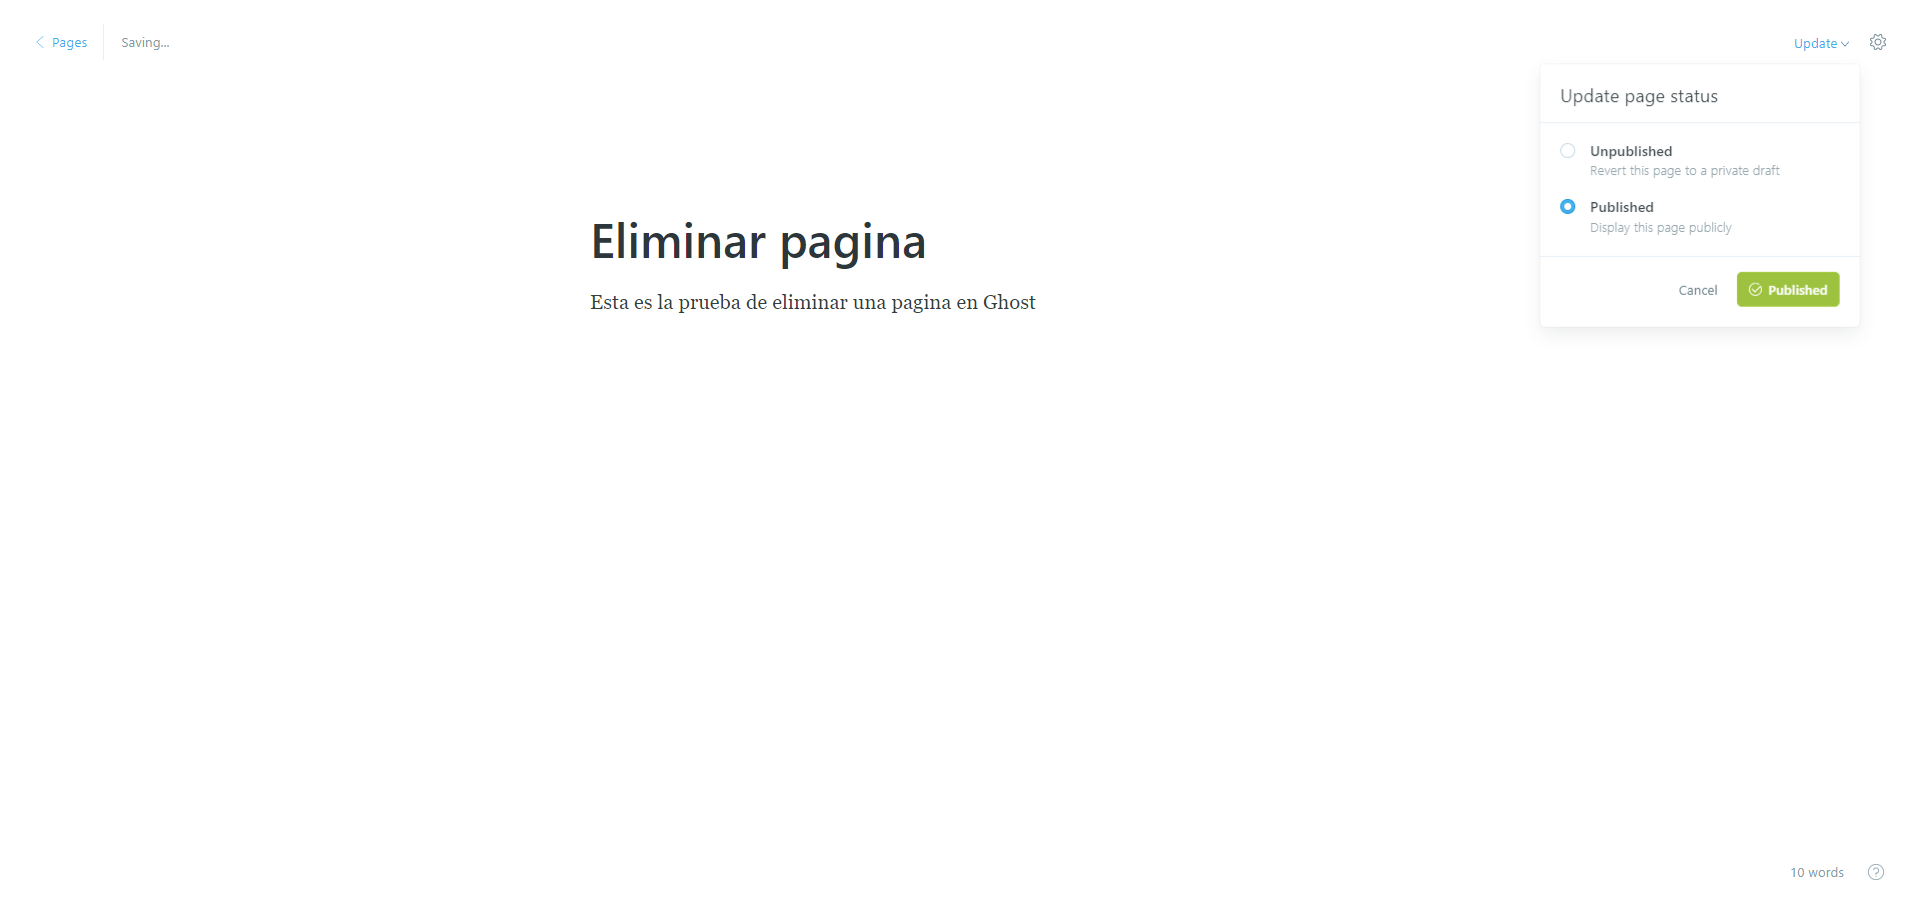 Pages
Saving...
Update
Update page status
Unpublished
Revert this page to a private draft
Published
Display this page publicly
Cancel
Published
Eliminar pagina
Esta es la prueba de eliminar una pagina en Ghost
10 words
?